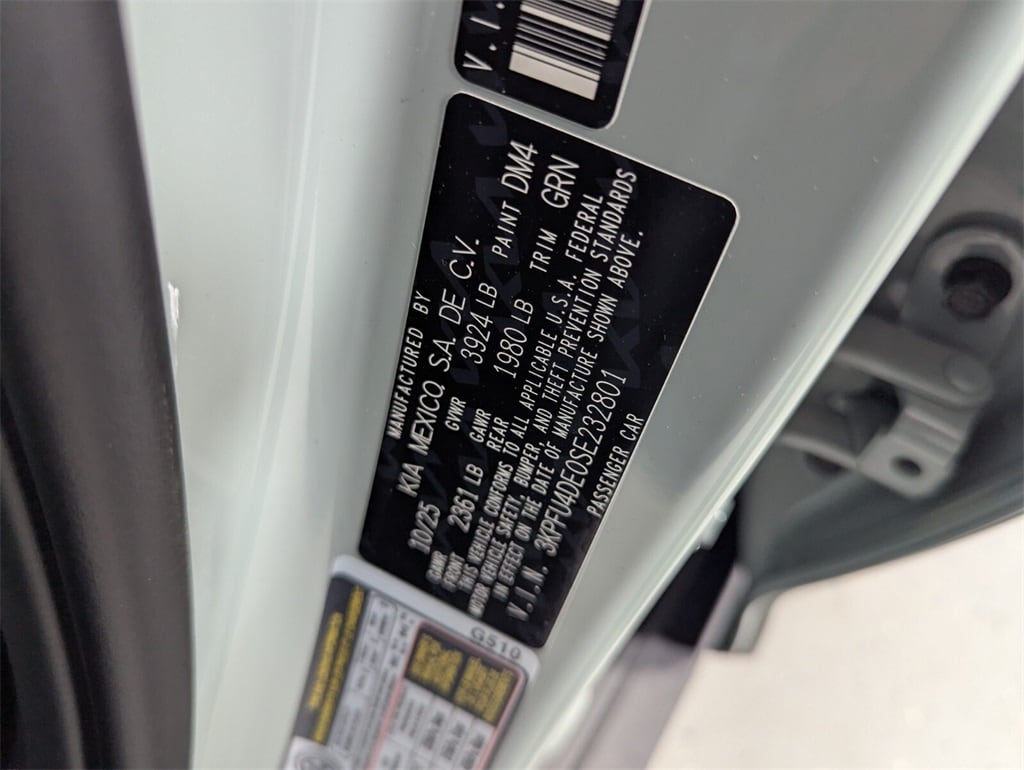 V.I.
MANUFACTURED BY
10/25 KIA MEXICO, S.A. DE C.V.
GVWR 3924 LB PAINT DM4
GAWR GAWR
FRONT 2361 LB REAR 1980 LB TRIM GRN
THIS VEHICLE CONFORMS TO ALL APPLICABLE U.S.A. FEDERAL
MOTOR VEHICLE SAFETY, BUMPER, AND THEFT PREVENTION STANDARDS
IN EFFECT ON THE DATE OF MANUFACTURE SHOWN ABOVE.
V.I.N. 3KPFU4DE0SE232801
PASSENGER CAR
G510